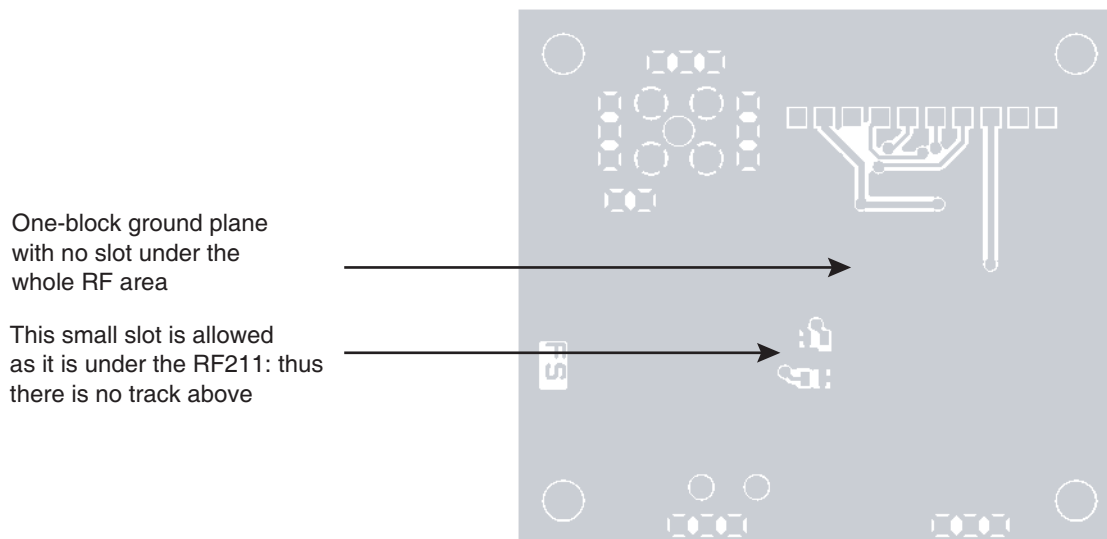 One-block ground plane
with no slot under the
whole RF area
This small slot is allowed
as it is under the RF211: thus
there is no track above
FS